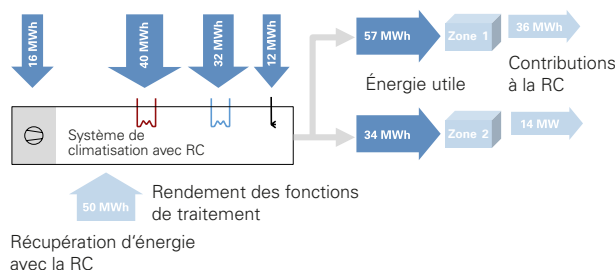 16 MWh
40 MWh
32 MWh
12 MWh
57 MWh
Zone 1
36 MWh
Énergie utile
Contributions
à la RC
34 MWh
Zone 2
14 MW
Système de
climatisation avec RC
50 MWh
Rendement des fonctions
de traitement
Récupération d'énergie
avec la RC